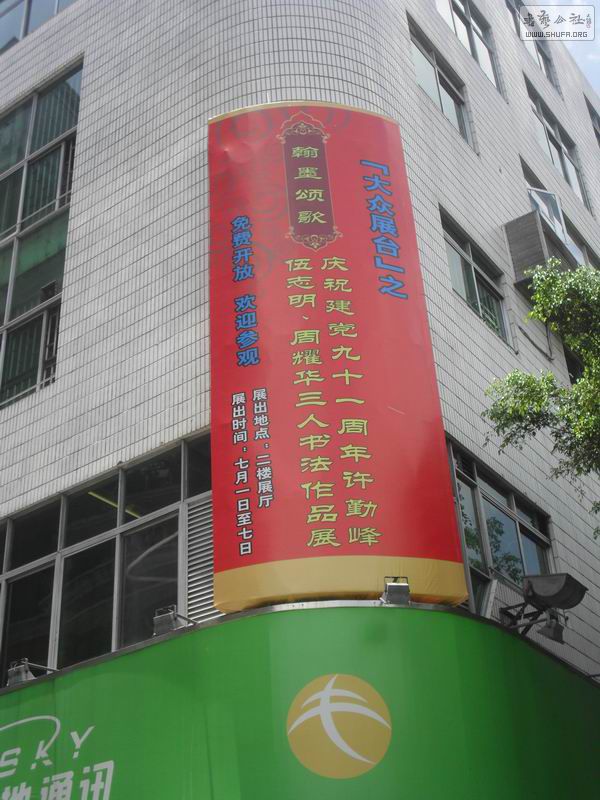 「大众展台」之
翰墨颂歌
庆祝建党九十一周年许勤峰
伍志明、周耀华三人书法作品展
免费开放 欢迎参观
展出地点：二楼展厅
展出时间：七月一日至七日
SKY
地通讯
书艺公社
WWW.SHUFA.ORG